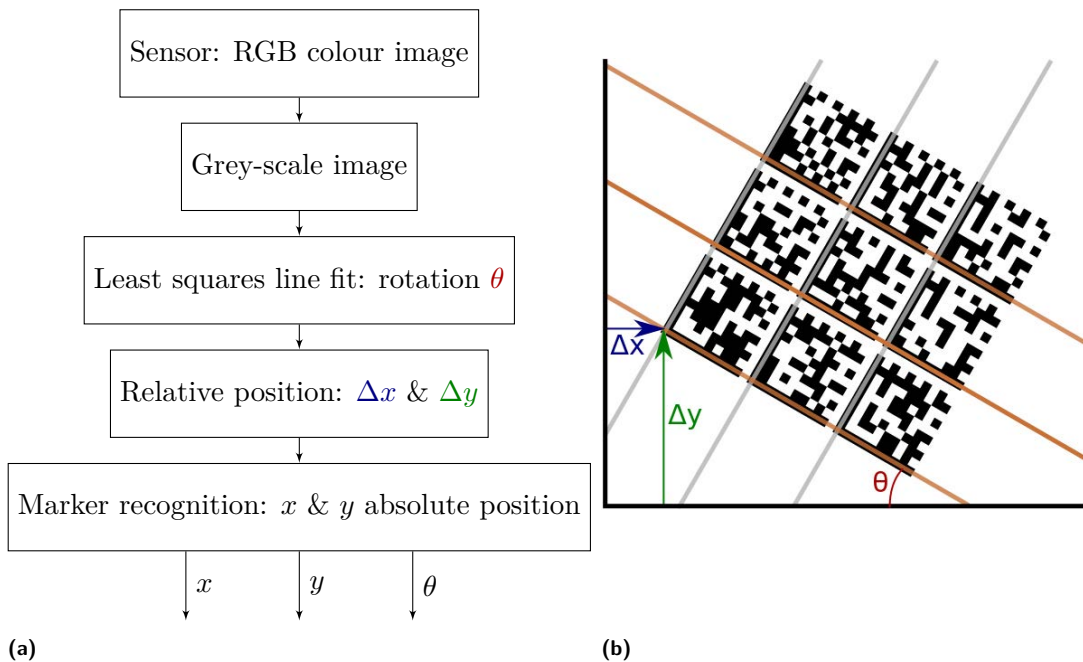 Sensor: RGB colour image
Grey-scale image
Least squares line fit: rotation θ
Relative position: Δx & Δy
Marker recognition: x & y absolute position
x
y
θ
(a)
Δx
Δy
θ
(b)